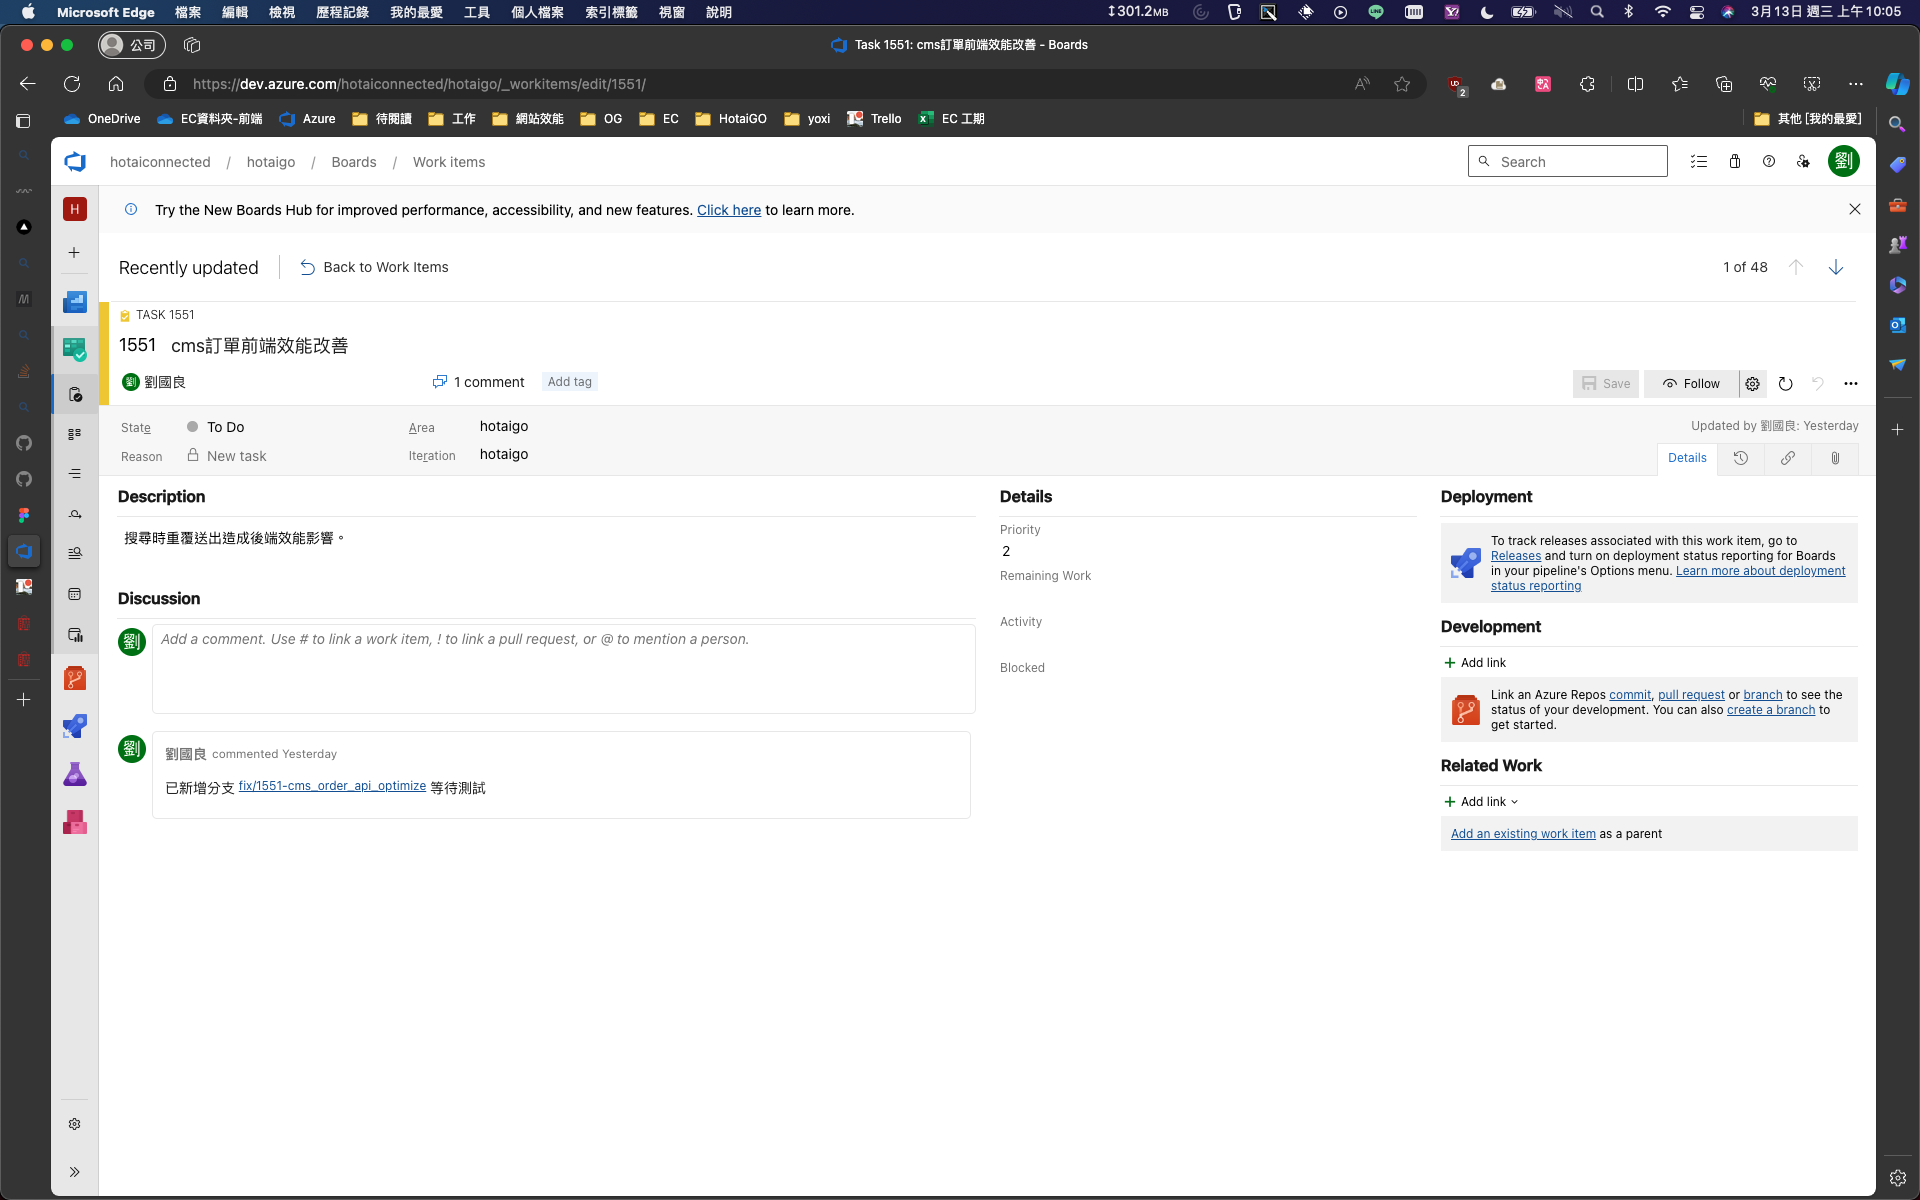 Microsoft Edge 檔案 編輯 檢視 歷程記錄 我的最愛 工具 個人檔案 索引標籤 視窗 說明 301.2MB 3月13日 週三 上午10:05
公司 Task 1551: cms訂單前端效能改善 - Boards
https://dev.azure.com/hotaiconnected/hotaigo/_workitems/edit/1551/
OneDrive EC資料夾-前端 Azure 待閱讀 工作 網站效能 OG EC HotaiGO yoxi Trello EC 工期 其他 [我的最愛]
hotaiconnected / hotaigo / Boards / Work items Search 劉
H
Try the New Boards Hub for improved performance, accessibility, and new features. Click here to learn more.
Recently updated Back to Work Items 1 of 48
TASK 1551
1551 cms訂單前端效能改善
劉 劉國良 1 comment Add tag Save Follow
State To Do Area hotaigo Updated by 劉國良: Yesterday
Reason New task Iteration hotaigo
Details
Description
搜尋時重覆送出造成後端效能影響。
Discussion
劉 Add a comment. Use # to link a work item, ! to link a pull request, or @ to mention a person.
劉 劉國良 commented Yesterday
已新增分支 fix/1551-cms_order_api_optimize 等待測試
Details
Priority
2
Remaining Work
Activity
Blocked
Deployment
To track releases associated with this work item, go to
Releases and turn on deployment status reporting for Boards
in your pipeline's Options menu. Learn more about deployment
status reporting
Development
+ Add link
Link an Azure Repos commit, pull request or branch to see the
status of your development. You can also create a branch to
get started.
Related Work
+ Add link
Add an existing work item as a parent